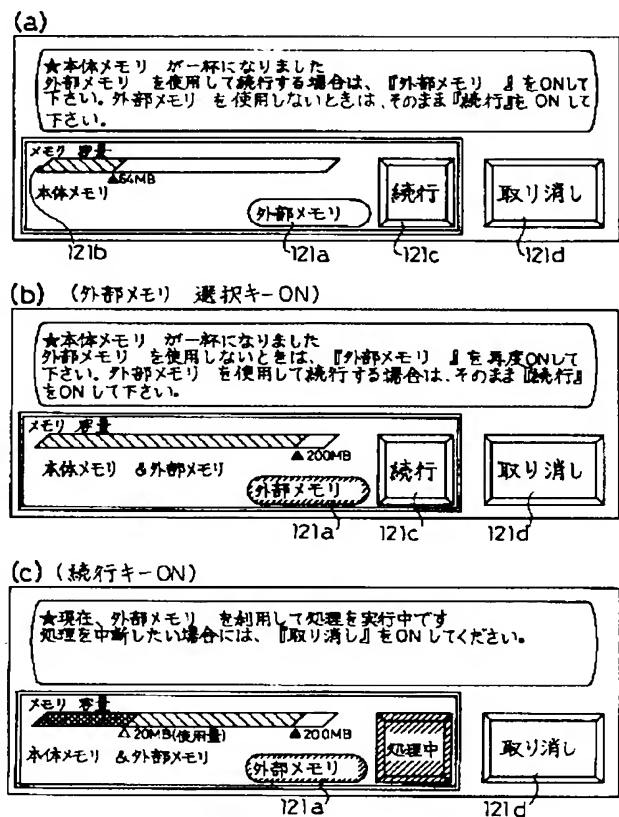 (a)
★本体メモリ が一杯になりました
外部メモリ を使用して続行する場合は、『外部メモリ 』をONして
下さい。外部メモリ を使用しないときは、そのまま『続行』を ON して
下さい。
メモリ 容量
▲64MB
本体メモリ
外部メモリ
続行
取り消し
121b 121a 121c 121d
(b) (外部メモリ 選択キーON)
★本体メモリ が一杯になりました
外部メモリ を使用しないときは、『外部メモリ 』を再度ONして
下さい。外部メモリ を使用して続行する場合は、そのまま『続行』
をON して下さい。
メモリ 容量
▲200MB
本体メモリ &外部メモリ
外部メモリ
続行
取り消し
121a 121c 121d
(c) (続行キーON)
★現在、外部メモリ を利用して処理を実行中です
処理を中断したい場合には、『取り消し』をON してください。
メモリ 容量
△20MB(使用量) ▲200MB
本体メモリ &外部メモリ
外部メモリ
処理中
取り消し
121a 121d